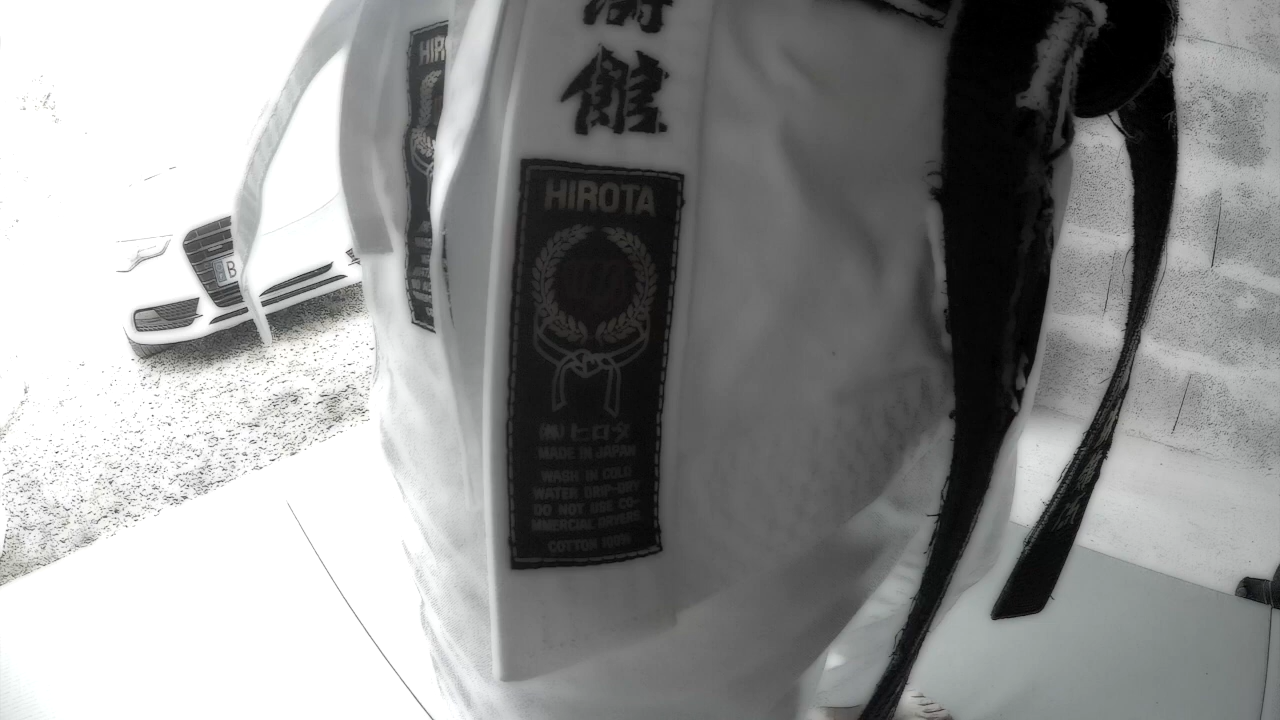 館
HIROTA
㈱ヒロタ
MADE IN JAPAN
WASH IN COLD
WATER DRIP-DRY
DO NOT USE CO-
MMERCIAL DRYERS
COTTON 100%
HIRO
B